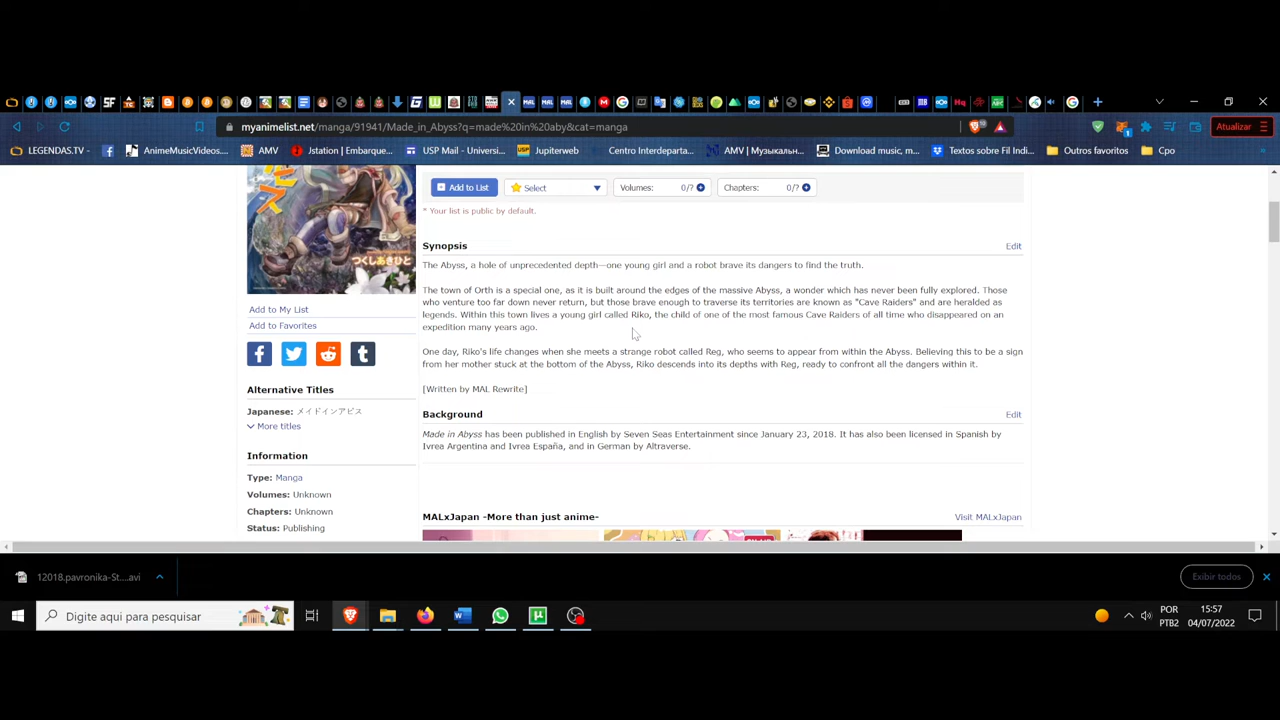 myanimelist.net/manga/91941/Made_in_Abyss?q=made%20in%20aby&cat=manga
Atualizar
LEGENDAS.TV -
AnimeMusicVideos...
AMV
Jstation | Embarque...
USP Mail - Universi...
Jupiterweb
Centro Interdeparta...
AMV | Музыкальн...
Download music, m...
Textos sobre Fil Indi...
Outros favoritos
Cpo
つくしあきひと
Add to List
Select
Volumes: 0/?
Chapters: 0/?
* Your list is public by default.
Synopsis
Edit
The Abyss, a hole of unprecedented depth—one young girl and a robot brave its dangers to find the truth.
The town of Orth is a special one, as it is built around the edges of the massive Abyss, a wonder which has never been fully explored. Those
who venture too far down never return, but those brave enough to traverse its territories are known as "Cave Raiders" and are heralded as
legends. Within this town lives a young girl called Riko, the child of one of the most famous Cave Raiders of all time who disappeared on an
expedition many years ago.
One day, Riko's life changes when she meets a strange robot called Reg, who seems to appear from within the Abyss. Believing this to be a sign
from her mother stuck at the bottom of the Abyss, Riko descends into its depths with Reg, ready to confront all the dangers within it.
[Written by MAL Rewrite]
Background
Edit
Made in Abyss has been published in English by Seven Seas Entertainment since January 23, 2018. It has also been licensed in Spanish by
Ivrea Argentina and Ivrea España, and in German by Altraverse.
MALxJapan -More than just anime-
Visit MALxJapan
Add to My List
Add to Favorites
Alternative Titles
Japanese: メイドインアビス
More titles
Information
Type: Manga
Volumes: Unknown
Chapters: Unknown
Status: Publishing
12018.pavronika-St....avi
Exibir todos
Digite aqui para pesquisar
POR
PTB2
15:57
04/07/2022